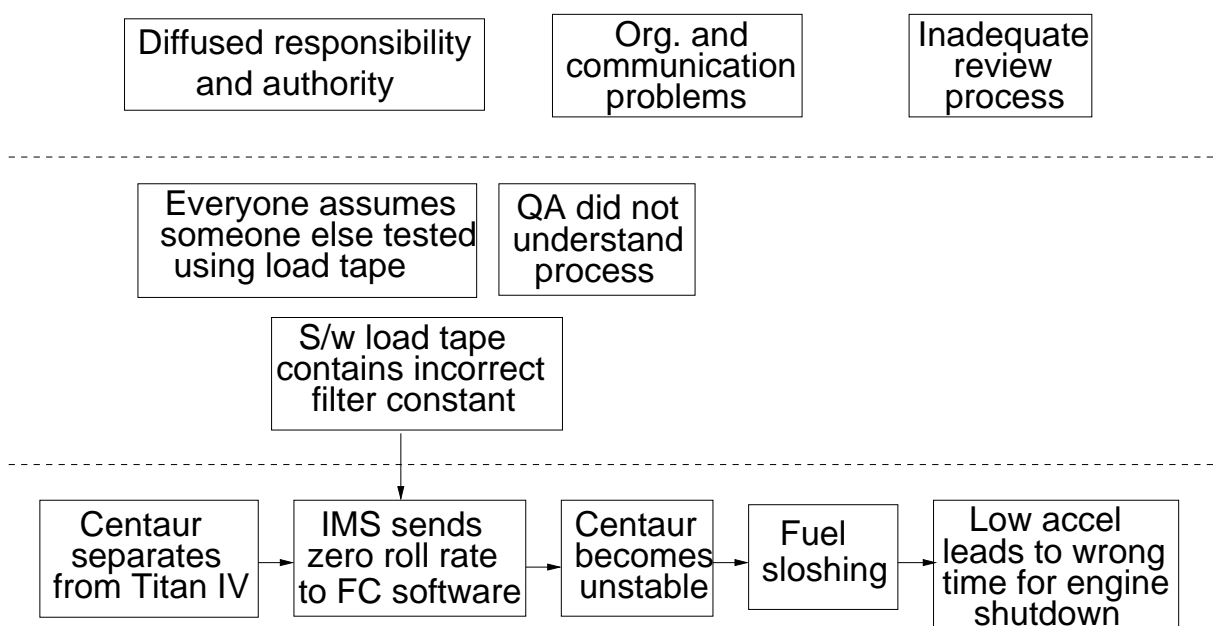 Diffused responsibility
and authority
Org. and
communication
problems
Inadequate
review
process
Everyone assumes
someone else tested
using load tape
QA did not
understand
process
S/w load tape
contains incorrect
filter constant
Centaur
separates
from Titan IV
IMS sends
zero roll rate
to FC software
Centaur
becomes
unstable
Fuel
sloshing
Low accel
leads to wrong
time for engine
shutdown